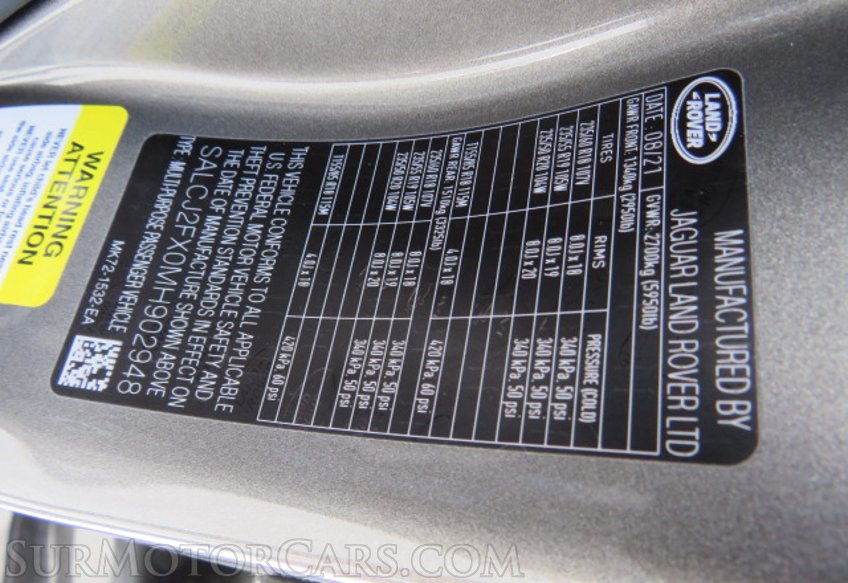 MANUFACTURED BY
JAGUAR LAND ROVER LTD
LAND
ROVER
DATE: 08/21 GVWR: 2700kg (5950lb)
GAWR FRONT: 1340kg (2950lb)
TIRES RIMS PRESSURE (COLD)
235/60 R18 107V 8.0J x 18 340 kPa, 50 psi
235/55 R19 105W 8.0J x 19 340 kPa, 50 psi
235/50 R20 104W 8.0J x 20 340 kPa, 50 psi
T155/85 R18 115M 4.0J x 18 420 kPa 60 psi
GAWR REAR: 1510kg (3325lb)
235/60 R18 107V 8.0J x 18 340 kPa, 50 psi
235/55 R19 105W 8.0J x 19 340 kPa, 50 psi
235/50 R20 104W 8.0J x 20 340 kPa, 50 psi
T155/85 R18 115M 4.0J x 18 420 kPa 60 psi
THIS VEHICLE CONFORMS TO ALL APPLICABLE
U.S. FEDERAL MOTOR VEHICLE SAFETY AND
THEFT PREVENTION STANDARDS IN EFFECT ON
THE DATE OF MANUFACTURE SHOWN ABOVE
SALCJ2FX0MH902948
TYPE: MULTI-PURPOSE PASSENGER VEHICLE
MK72-1532-EA
WARNING
ATTENTION
SurMotorCars.com